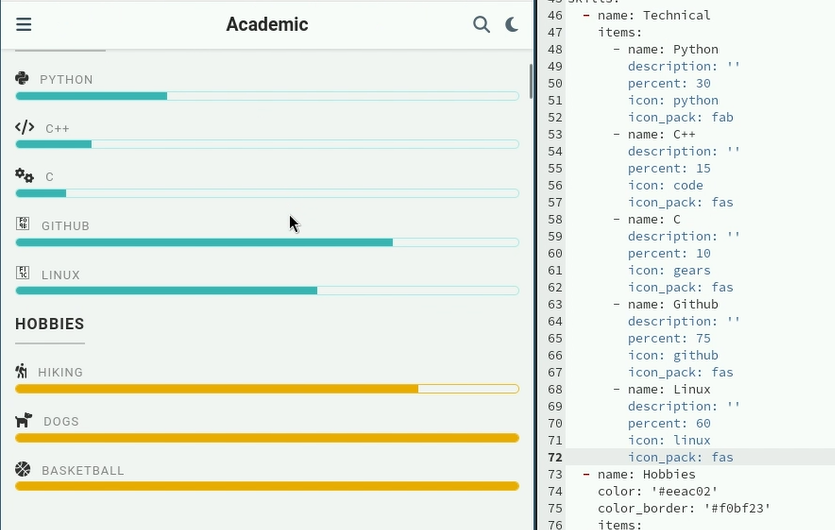 Academic
PYTHON
C++
C
GITHUB
LINUX
HOBBIES
HIKING
DOGS
BASKETBALL
46 - name: Technical
47 items:
48 - name: Python
49 description: ''
50 percent: 30
51 icon: python
52 icon_pack: fab
53 - name: C++
54 description: ''
55 percent: 15
56 icon: code
57 icon_pack: fas
58 - name: C
59 description: ''
60 percent: 10
61 icon: gears
62 icon_pack: fas
63 - name: Github
64 description: ''
65 percent: 75
66 icon: github
67 icon_pack: fas
68 - name: Linux
69 description: ''
70 percent: 60
71 icon: linux
72 icon_pack: fas
73 - name: Hobbies
74 color: '#eeac02'
75 color_border: '#f0bf23'
76 items: